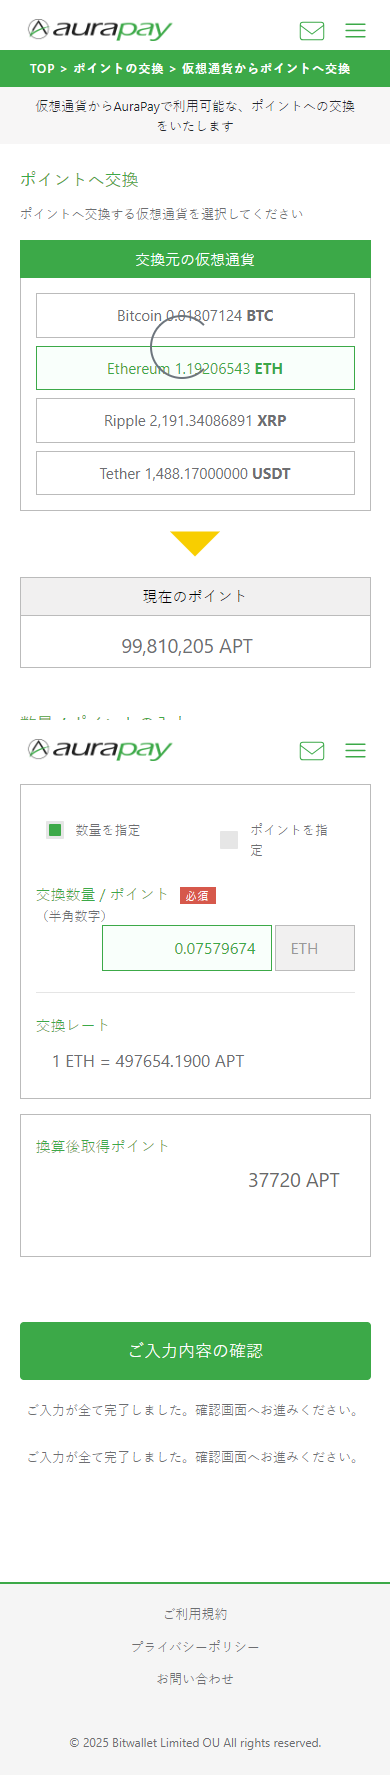 aurapay
TOP > ポイントの交換 > 仮想通貨からポイントへ交換
仮想通貨からAuraPayで利用可能な、ポイントへの交換
をいたします
ポイントへ交換
ポイントへ交換する仮想通貨を選択してください
交換元の仮想通貨
Bitcoin 0.01807124 BTC
Ethereum 1.19206543 ETH
Ripple 2,191.34086891 XRP
Tether 1,488.17000000 USDT
現在のポイント
99,810,205 APT
数量 / ポイントの入力
aurapay
数量を指定
ポイントを指
定
交換数量 / ポイント 必須
（半角数字）
0.07579674 ETH
交換レート
1 ETH = 497654.1900 APT
換算後取得ポイント
37720 APT
ご入力内容の確認
ご入力が全て完了しました。確認画面へお進みください。
ご入力が全て完了しました。確認画面へお進みください。
ご利用規約
プライバシーポリシー
お問い合わせ
© 2025 Bitwallet Limited OU All rights reserved.